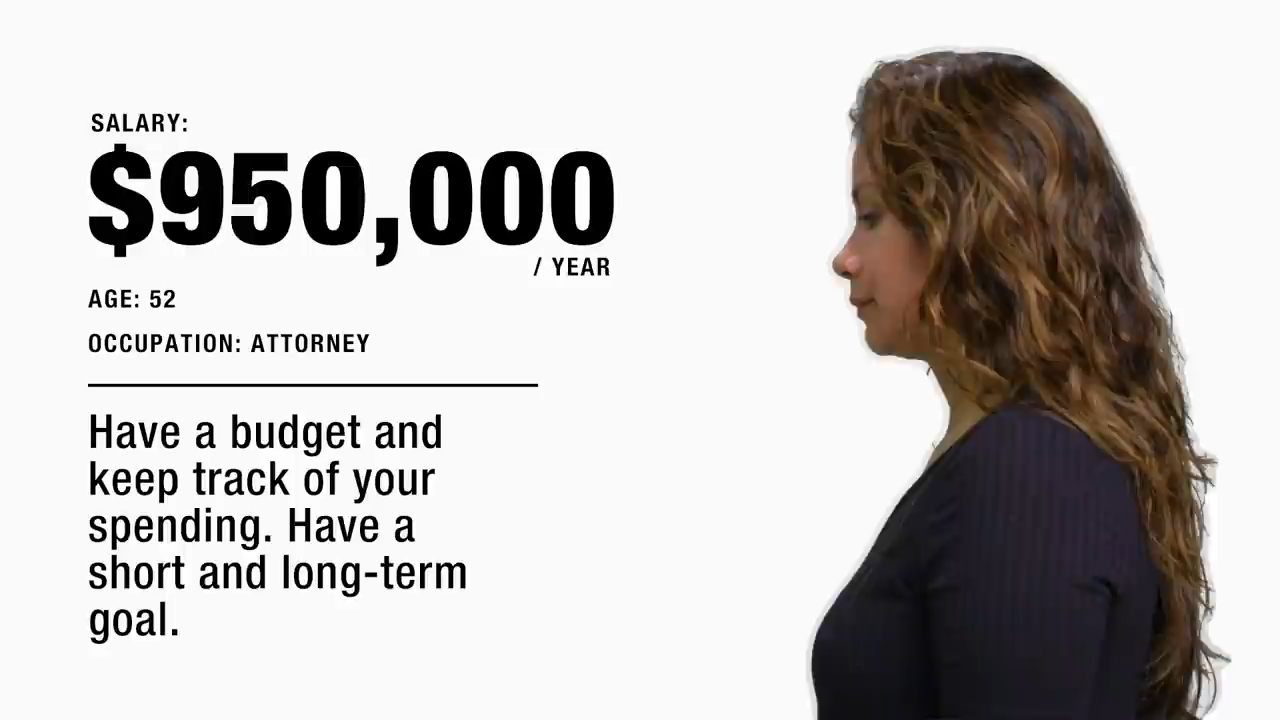 SALARY:
$950,000
/ YEAR
AGE: 52
OCCUPATION: ATTORNEY
Have a budget and
keep track of your
spending. Have a
short and long-term
goal.